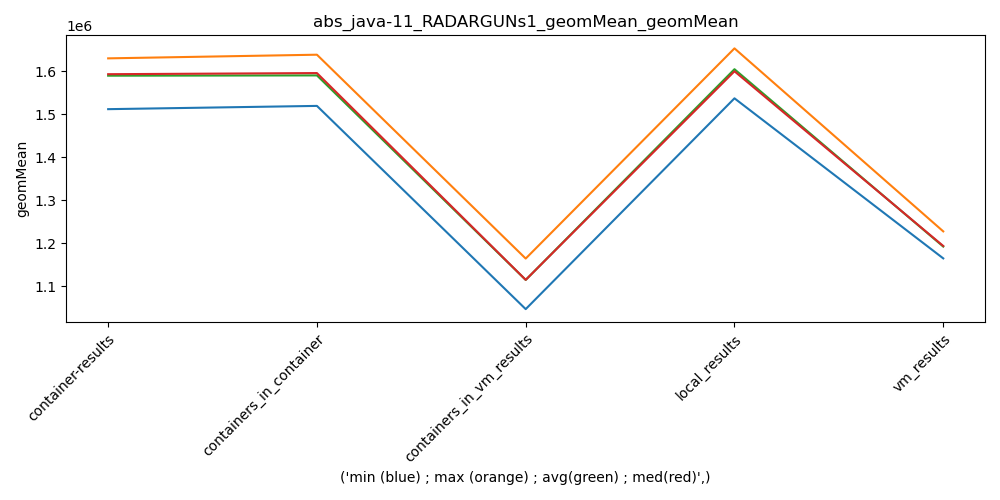 abs_java-11_RADARGUNs1_geomMean_geomMean
1e6
1.6
1.5
1.4
1.3
1.2
1.1
geomMean
container-results
containers_in_container
containers_in_vm_results
local_results
vm_results
('min (blue) ; max (orange) ; avg(green) ; med(red)',)